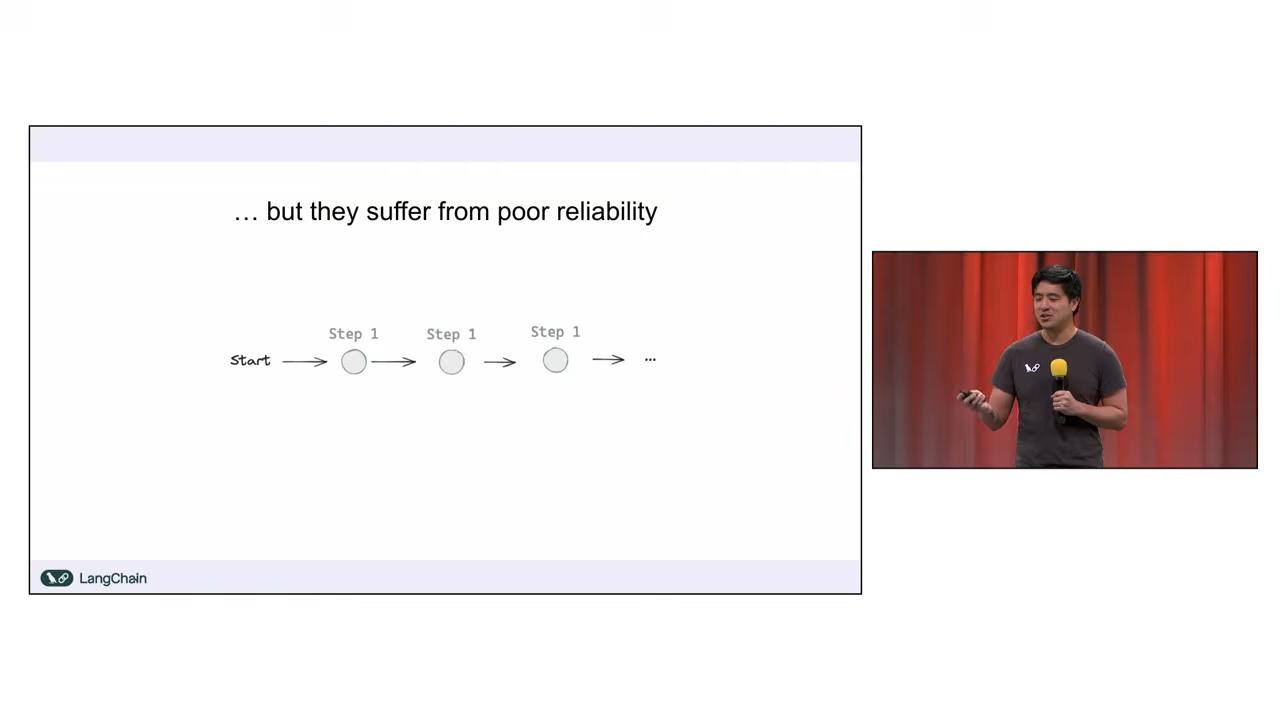 … but they suffer from poor reliability
Step 1 Step 1 Step 1
Start ...
LangChain